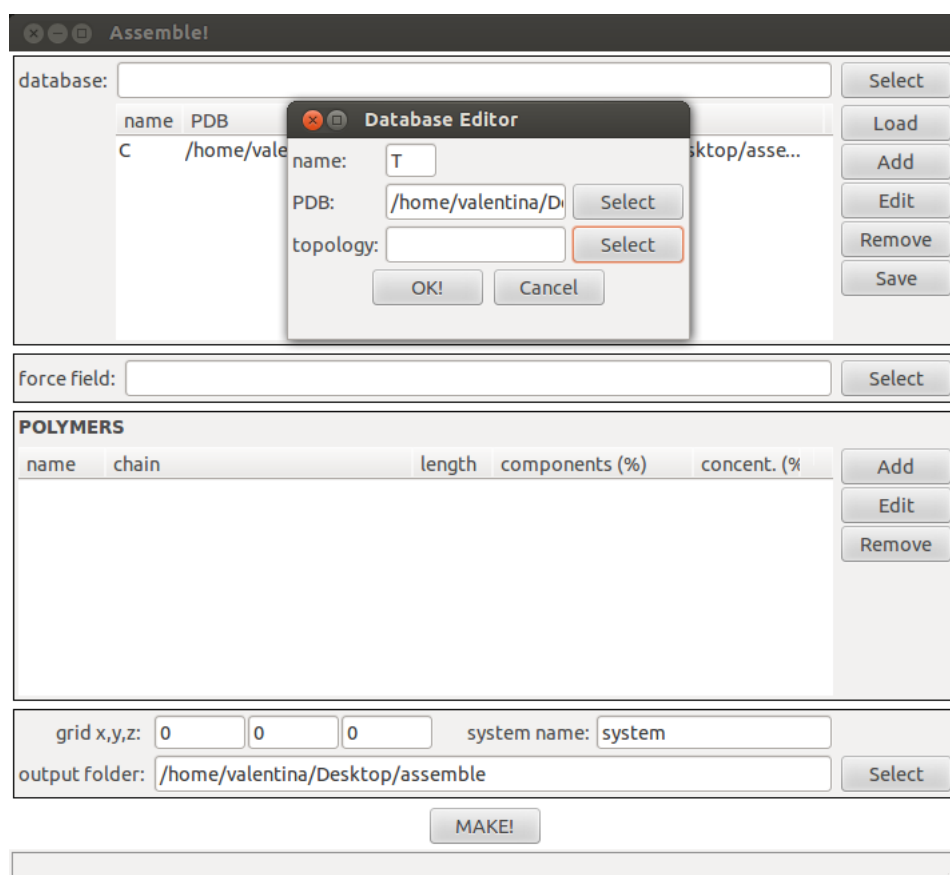 Assemble!
database: Select
name PDB
Load
C /home/vale ktop/asse...
Add
Edit
Remove
Save
Database Editor
name: T
PDB: /home/valentina/D Select
topology: Select
OK! Cancel
force field: Select
POLYMERS
name chain length components (%) concent. (%
Add
Edit
Remove
grid x,y,z: 0 0 0 system name: system
output folder: /home/valentina/Desktop/assemble Select
MAKE!